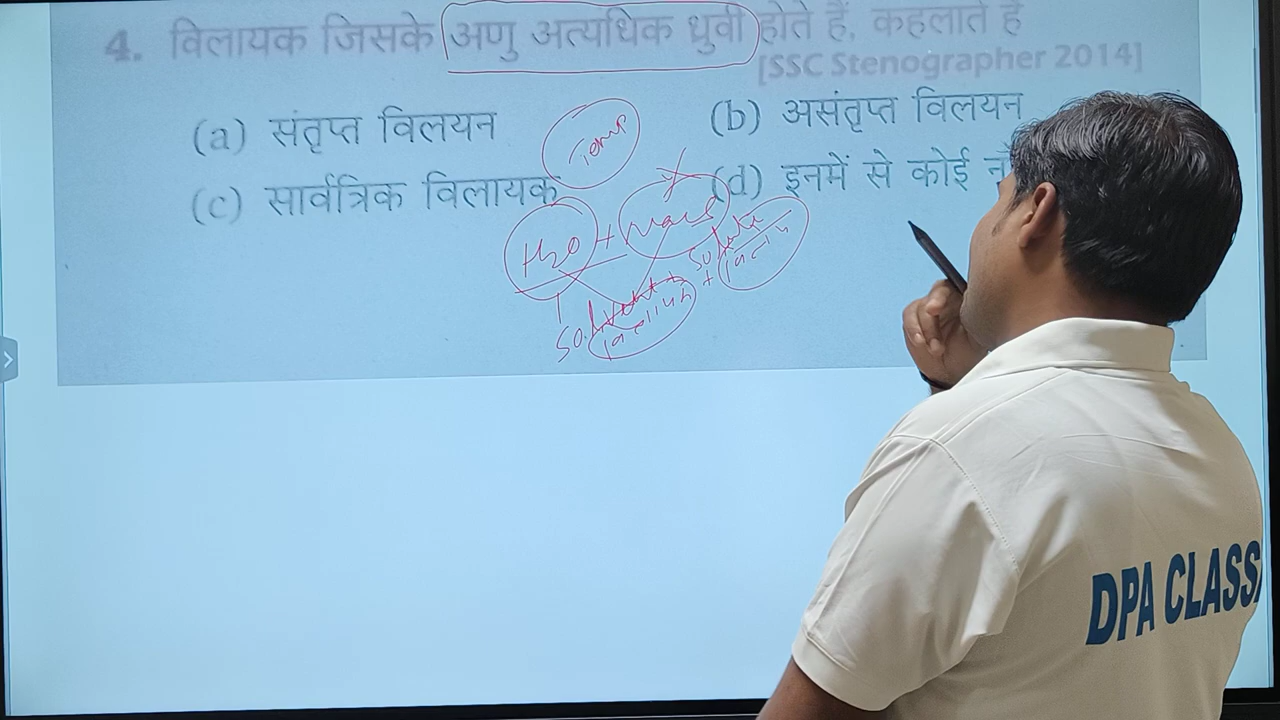 4. विलायक जिसके अणु अत्यधिक ध्रुवी होते हैं, कहलाते हैं
[SSC Stenographer 2014]
(a) संतृप्त विलयन
(b) असंतृप्त विलयन
(c) सार्वत्रिक विलायक
(d) इनमें से कोई
Temp
H2O +
DPA CLASS